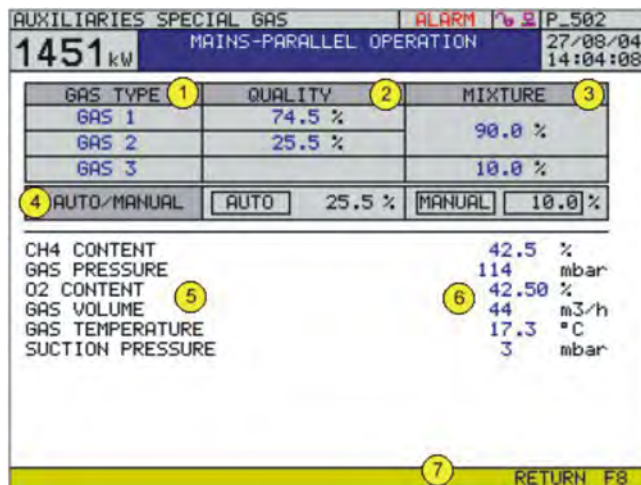 AUXILIARIES SPECIAL GAS ALARM P_502
1451 kW MAINS-PARALLEL OPERATION 27/08/04
14:04:08
GAS TYPE 1 QUALITY 2 MIXTURE 3
GAS 1 74.5 % 90.0 %
GAS 2 25.5 %
GAS 3 10.0 %
4 AUTO/MANUAL AUTO 25.5 % MANUAL 10.0 %
CH4 CONTENT 42.5 %
GAS PRESSURE 114 mbar
O2 CONTENT 5 42.50 %
GAS VOLUME 6 44 m3/h
GAS TEMPERATURE 17.3 °C
SUCTION PRESSURE 3 mbar
7 RETURN F8